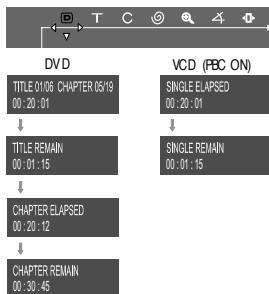 D T C
DVD
TITLE 01/06 CHAPTER 05/19
00:20:01
TITLE REMAIN
00:01:15
CHAPTER ELAPSED
00:20:12
CHAPTER REMAIN
00:30:45
VCD (PBC ON)
SINGLE ELAPSED
00:20:01
SINGLE REMAIN
00:01:15